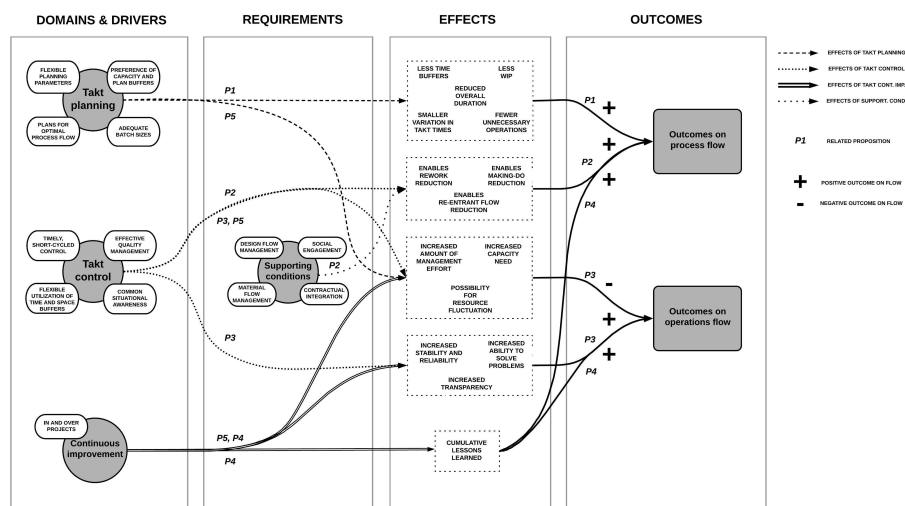 DOMAINS & DRIVERS
REQUIREMENTS
EFFECTS
OUTCOMES
FLEXIBLE
PLANNING
PARAMETERS
PREFERENCE OF
CAPACITY AND
PLAN BUFFERS
Takt
planning
PLANS FOR
OPTIMAL
PROCESS FLOW
ADEQUATE
BATCH SIZES
TIMELY,
SHORT-CYCLED
CONTROL
EFFECTIVE
QUALITY
MANAGEMENT
Takt
control
FLEXIBLE
UTILIZATION OF
TIME AND SPACE
BUFFERS
COMMON
SITUATIONAL
AWARENESS
IN AND OVER
PROJECTS
Continuous
improvement
P1
P5
P2
P3, P5
DESIGN FLOW
MANAGEMENT
SOCIAL
ENGAGEMENT
Supporting
conditions
P2
MATERIAL
FLOW
MANAGEMENT
CONTRACTUAL
INTEGRATION
P3
P5, P4
P4
LESS TIME
BUFFERS
LESS
WIP
REDUCED
OVERALL
DURATION
SMALLER
VARIATION IN
TAKT TIMES
FEWER
UNNECESSARY
OPERATIONS
ENABLES
REWORK
REDUCTION
ENABLES
MAKING-DO
REDUCTION
ENABLES
RE-ENTRANT FLOW
REDUCTION
INCREASED
AMOUNT OF
MANAGEMENT
EFFORT
INCREASED
CAPACITY
NEED
POSSIBILITY
FOR
RESOURCE
FLUCTUATION
INCREASED
STABILITY AND
RELIABILITY
INCREASED
ABILITY TO
SOLVE
PROBLEMS
INCREASED
TRANSPARENCY
CUMULATIVE
LESSONS
LEARNED
P1
+
+
P2
+
P4
Outcomes on
process flow
P3
-
+
P3
+
P4
Outcomes on
operations flow
EFFECTS OF TAKT PLANNING
EFFECTS OF TAKT CONTROL
EFFECTS OF TAKT CONT. IMP.
EFFECTS OF SUPPORT. COND
P1 RELATED PROPOSITION
+ POSITIVE OUTCOME ON FLOW
- NEGATIVE OUTCOME ON FLOW